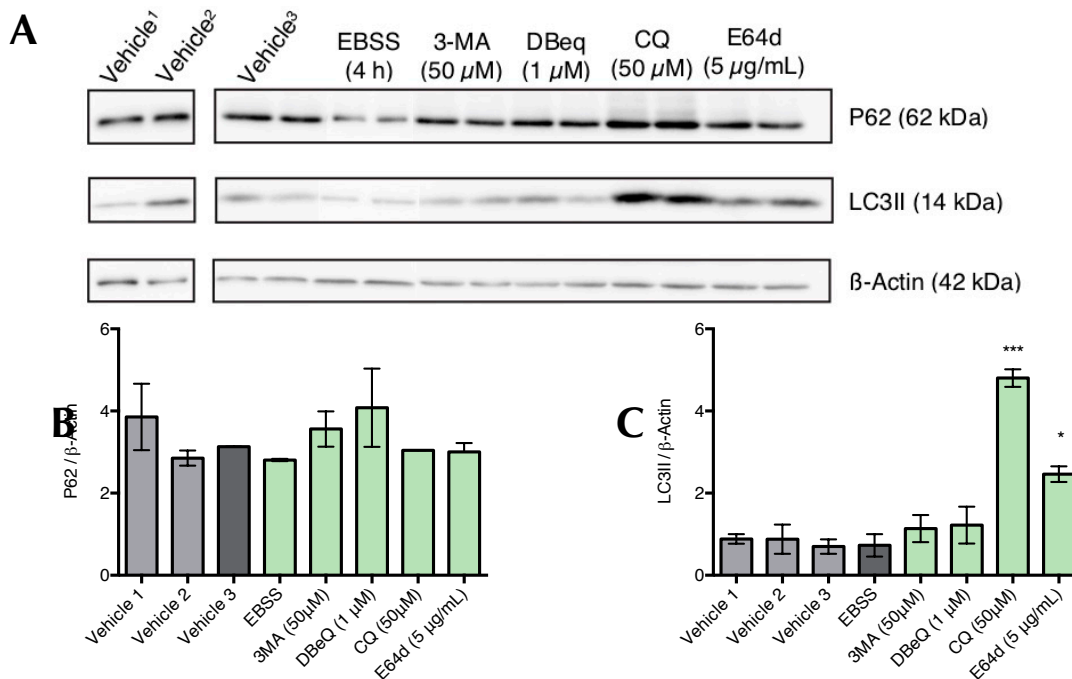 A
Vehicle1 Vehicle2 Vehicle3
EBSS
(4 h)
3-MA
(50 µM)
DBeq
(1 µM)
CQ
(50 µM)
E64d
(5 µg/mL)
P62 (62 kDa)
LC3II (14 kDa)
ß-Actin (42 kDa)
B
P62 / β-Actin
6
4
2
0
Vehicle 1
Vehicle 2
Vehicle 3
EBSS
3MA (50µM)
DBeQ (1 µM)
CQ (50µM)
E64d (5 µg/mL)
C
LC3II / β-Actin
6
4
2
0
***
*
Vehicle 1
Vehicle 2
Vehicle 3
EBSS
3MA (50µM)
DBeQ (1 µM)
CQ (50µM)
E64d (5 µg/mL)